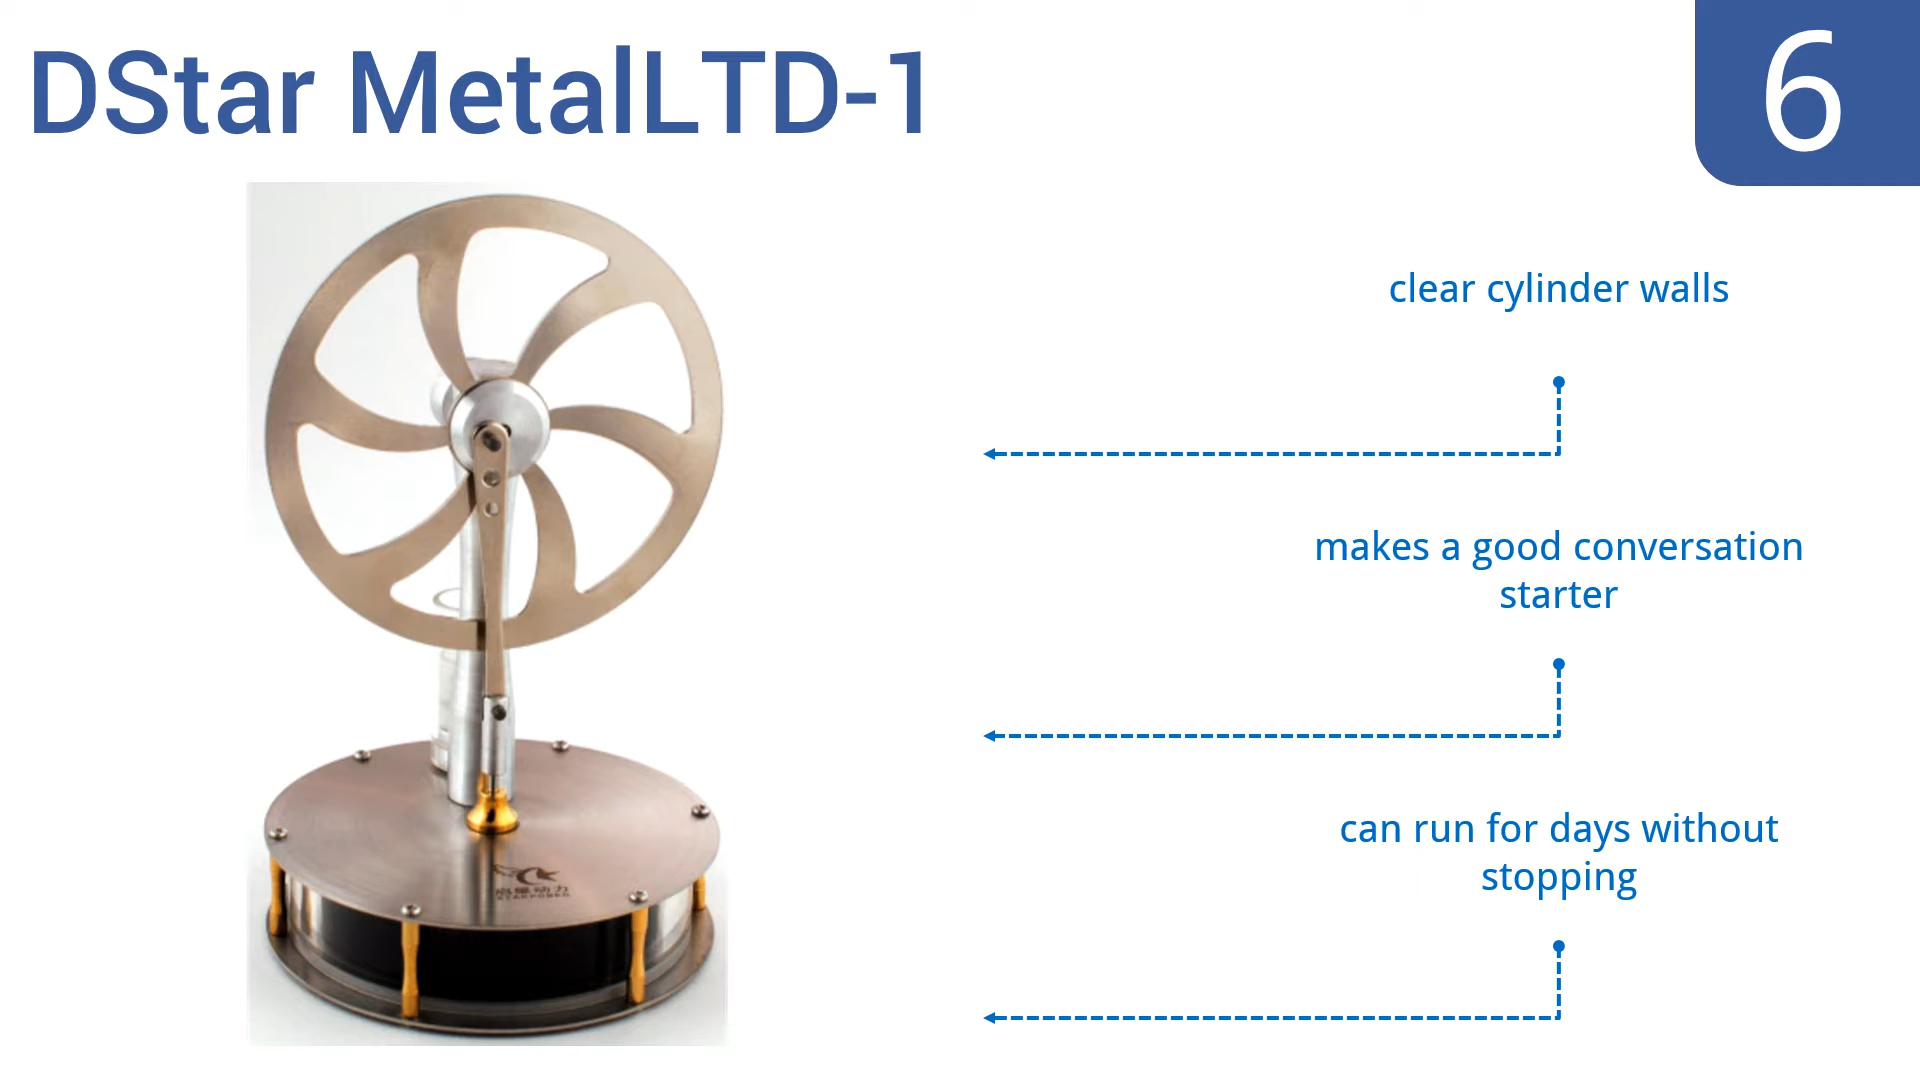 DStar MetalLTD-1
6
clear cylinder walls
makes a good conversation
starter
can run for days without
stopping